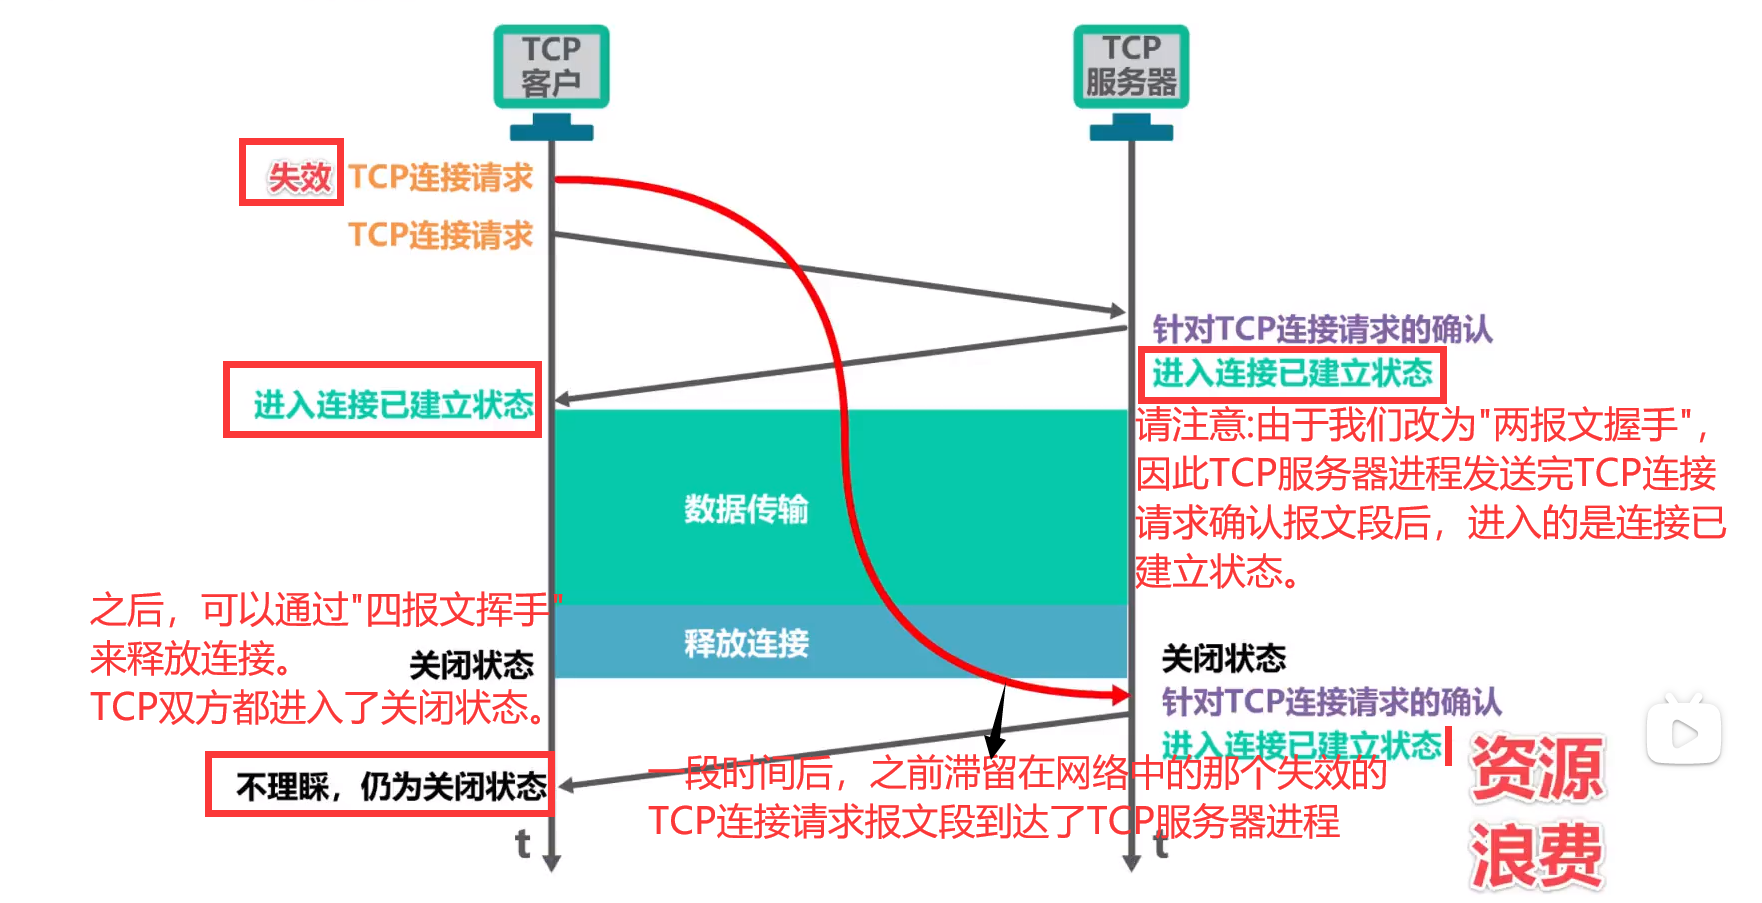 TCP
客户
TCP
服务器
失效 TCP连接请求
TCP连接请求
针对TCP连接请求的确认
进入连接已建立状态
进入连接已建立状态
请注意:由于我们改为"两报文握手",
因此TCP服务器进程发送完TCP连接
请求确认报文段后，进入的是连接已
建立状态。
数据传输
之后，可以通过"四报文挥手"
来释放连接。
TCP双方都进入了关闭状态。
关闭状态
释放连接
关闭状态
针对TCP连接请求的确认
进入连接已建立状态
资源
浪费
不理睬，仍为关闭状态
一段时间后，之前滞留在网络中的那个失效的
TCP连接请求报文段到达了TCP服务器进程
t
t